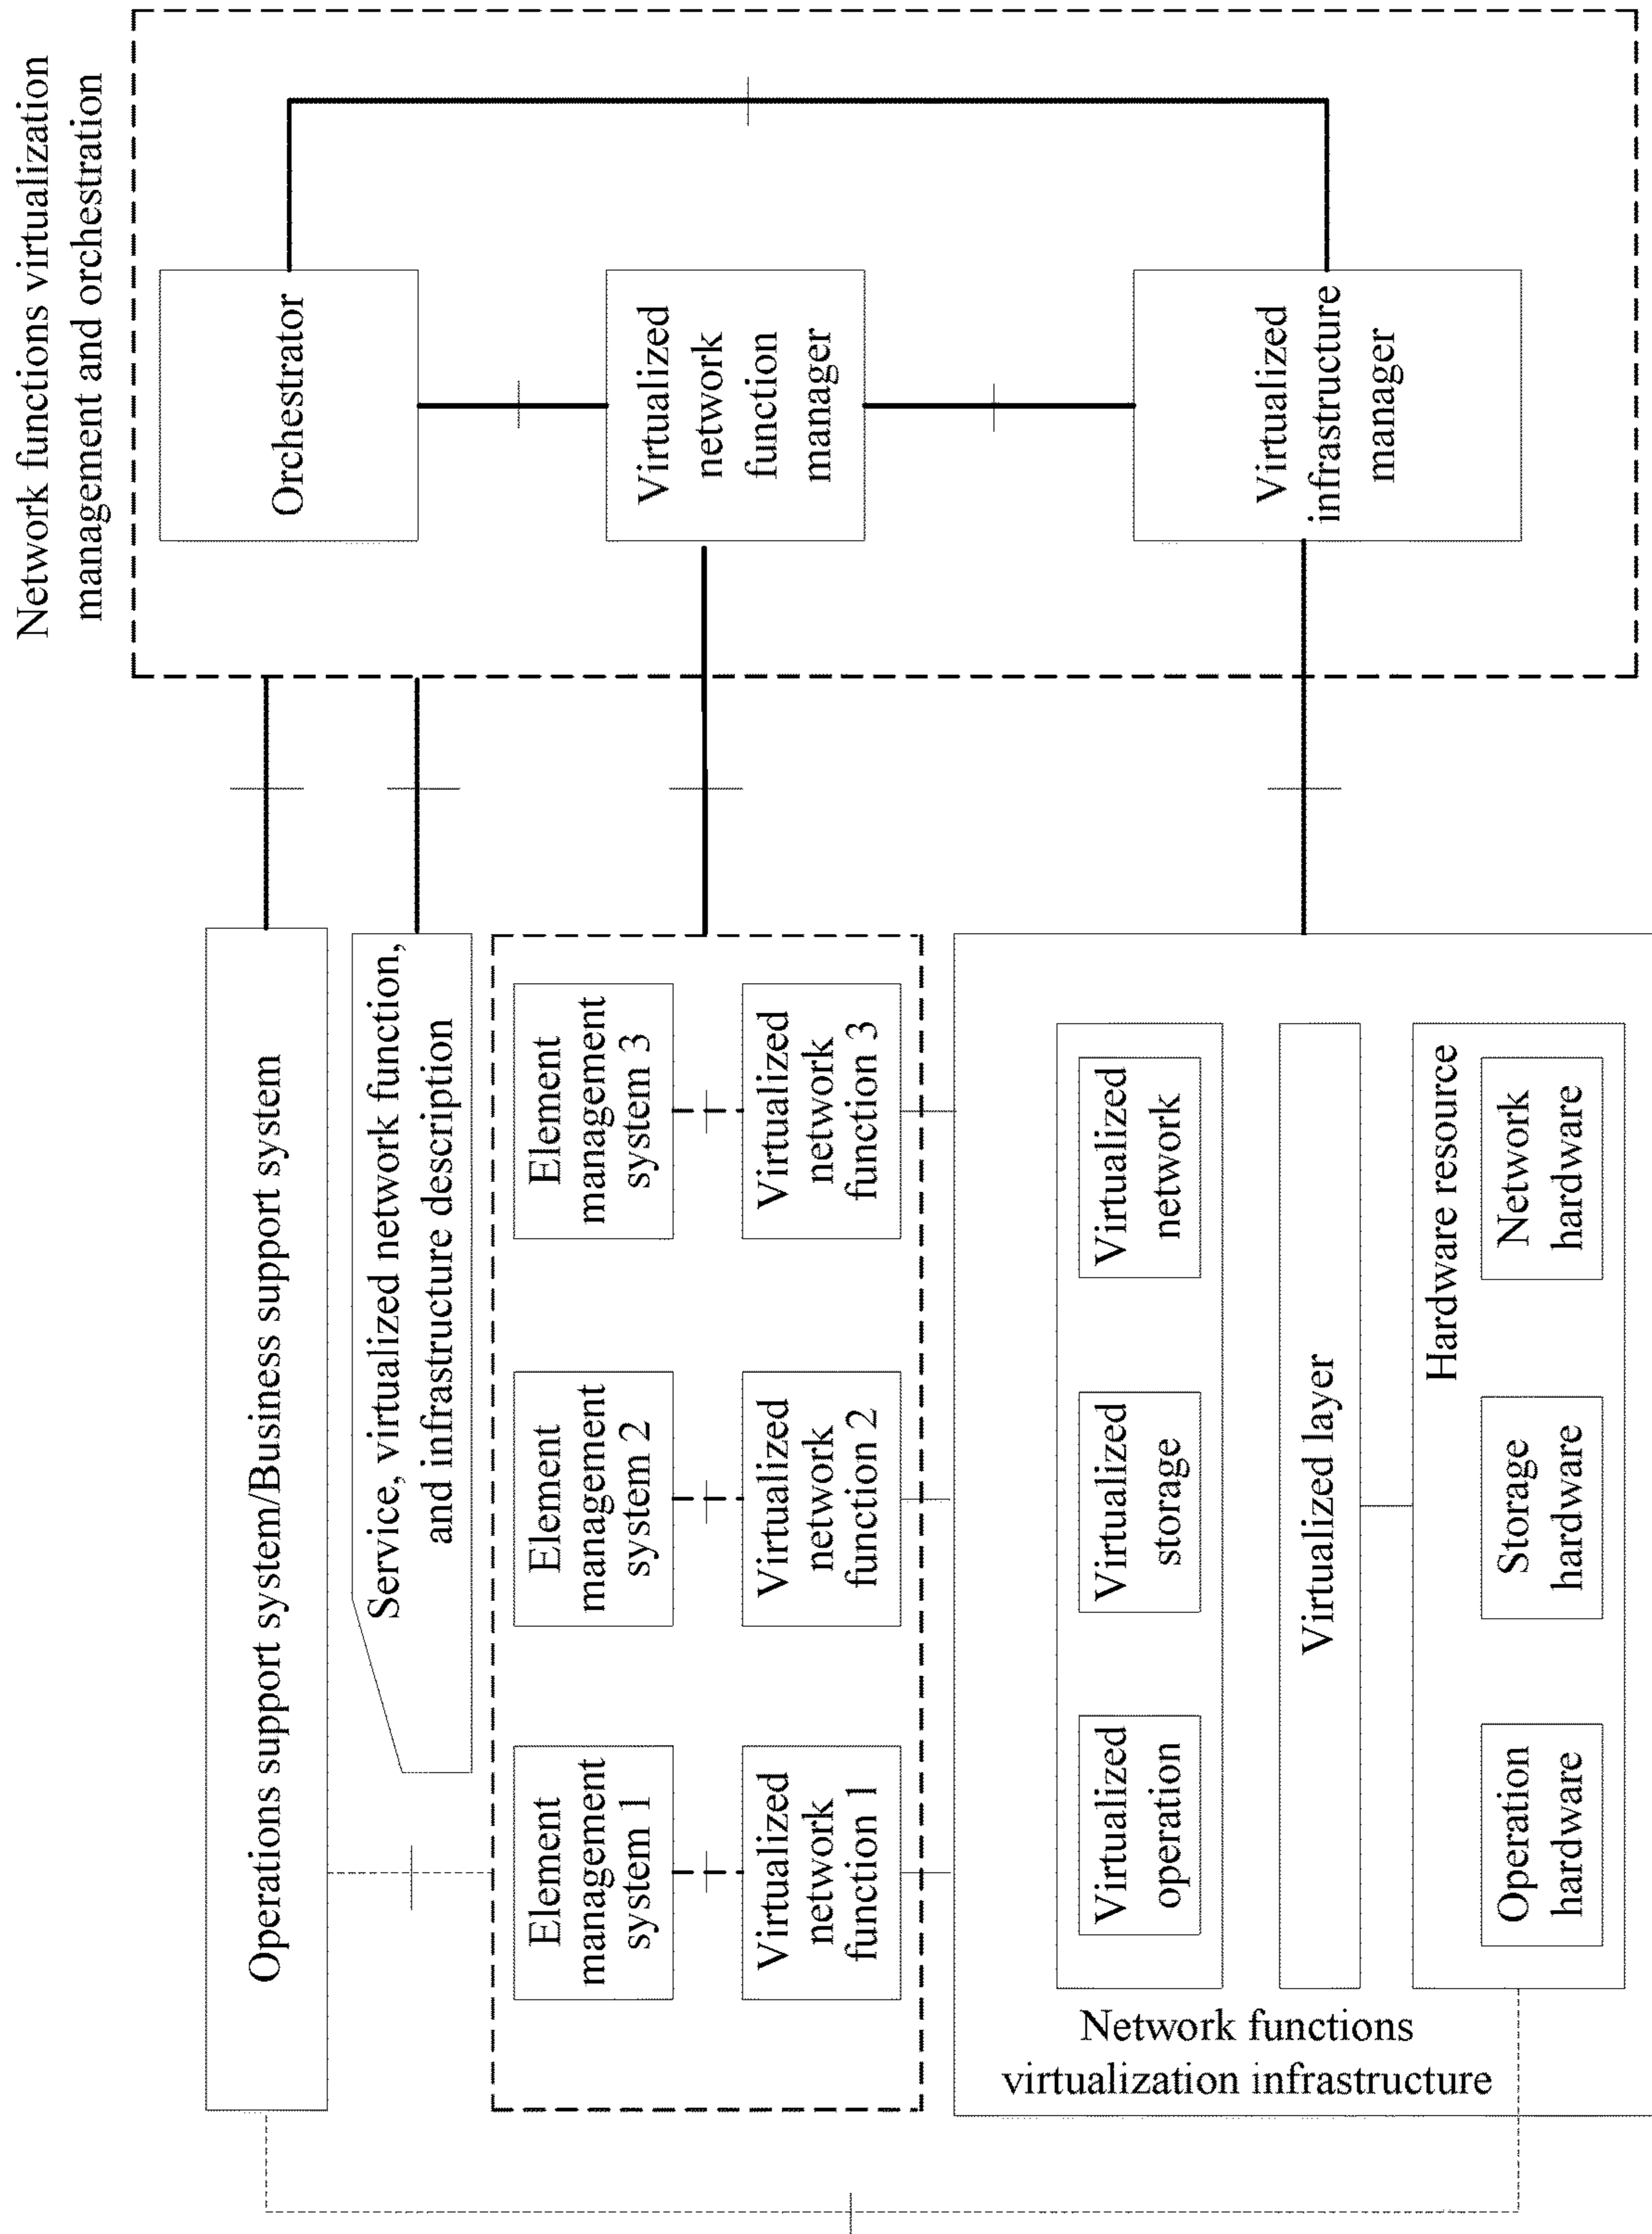 Network functions virtualization
management and orchestration
Operations support system/Business support system
Service, virtualized network function,
and infrastructure description
Orchestrator
Element
management
system 1
Element
management
system 2
Element
management
system 3
Virtualized
network
function 1
Virtualized
network
function 2
Virtualized
network
function 3
Virtualized
network
function
manager
Virtualized
operation
Virtualized
storage
Virtualized
network
Virtualized layer
Hardware resource
Operation
hardware
Storage
hardware
Network
hardware
Network functions
virtualization infrastructure
Virtualized
infrastructure
manager